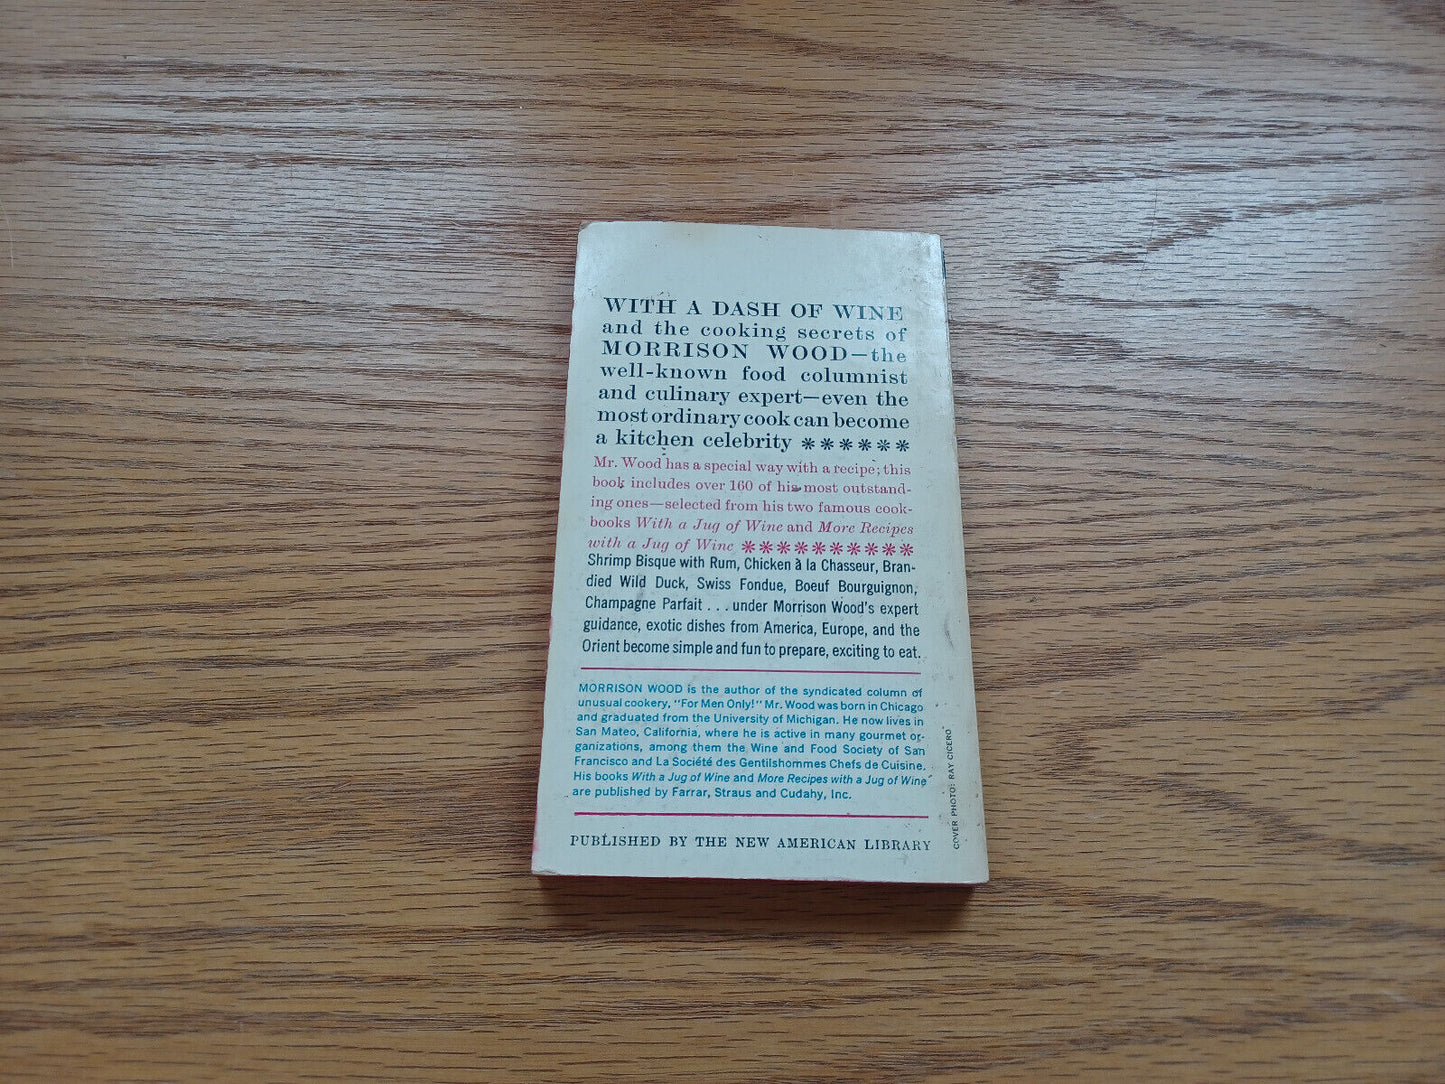 WITH A DASH OF WINE
and the cooking secrets of
MORRISON WOOD—the
well-known food columnist
and culinary expert—even the
most ordinary cook can become
a kitchen celebrity ******
Mr. Wood has a special way with a recipe; this
book includes over 160 of his most outstand-
ing ones—selected from his two famous cook-
books With a Jug of Wine and More Recipes
with a Jug of Wine **********
Shrimp Bisque with Rum, Chicken à la Chasseur, Bran-
died Wild Duck, Swiss Fondue, Boeuf Bourguignon,
Champagne Parfait . . . under Morrison Wood's expert
guidance, exotic dishes from America, Europe, and the
Orient become simple and fun to prepare, exciting to eat.
MORRISON WOOD is the author of the syndicated column of
unusual cookery, "For Men Only!" Mr. Wood was born in Chicago
and graduated from the University of Michigan. He now lives in
San Mateo, California, where he is active in many gourmet or-
ganizations, among them the Wine and Food Society of San
Francisco and La Société des Gentilshommes Chefs de Cuisine.
His books With a Jug of Wine and More Recipes with a Jug of Wine
are published by Farrar, Straus and Cudahy, Inc.
PUBLISHED BY THE NEW AMERICAN LIBRARY
COVER PHOTO: RAY CICERO